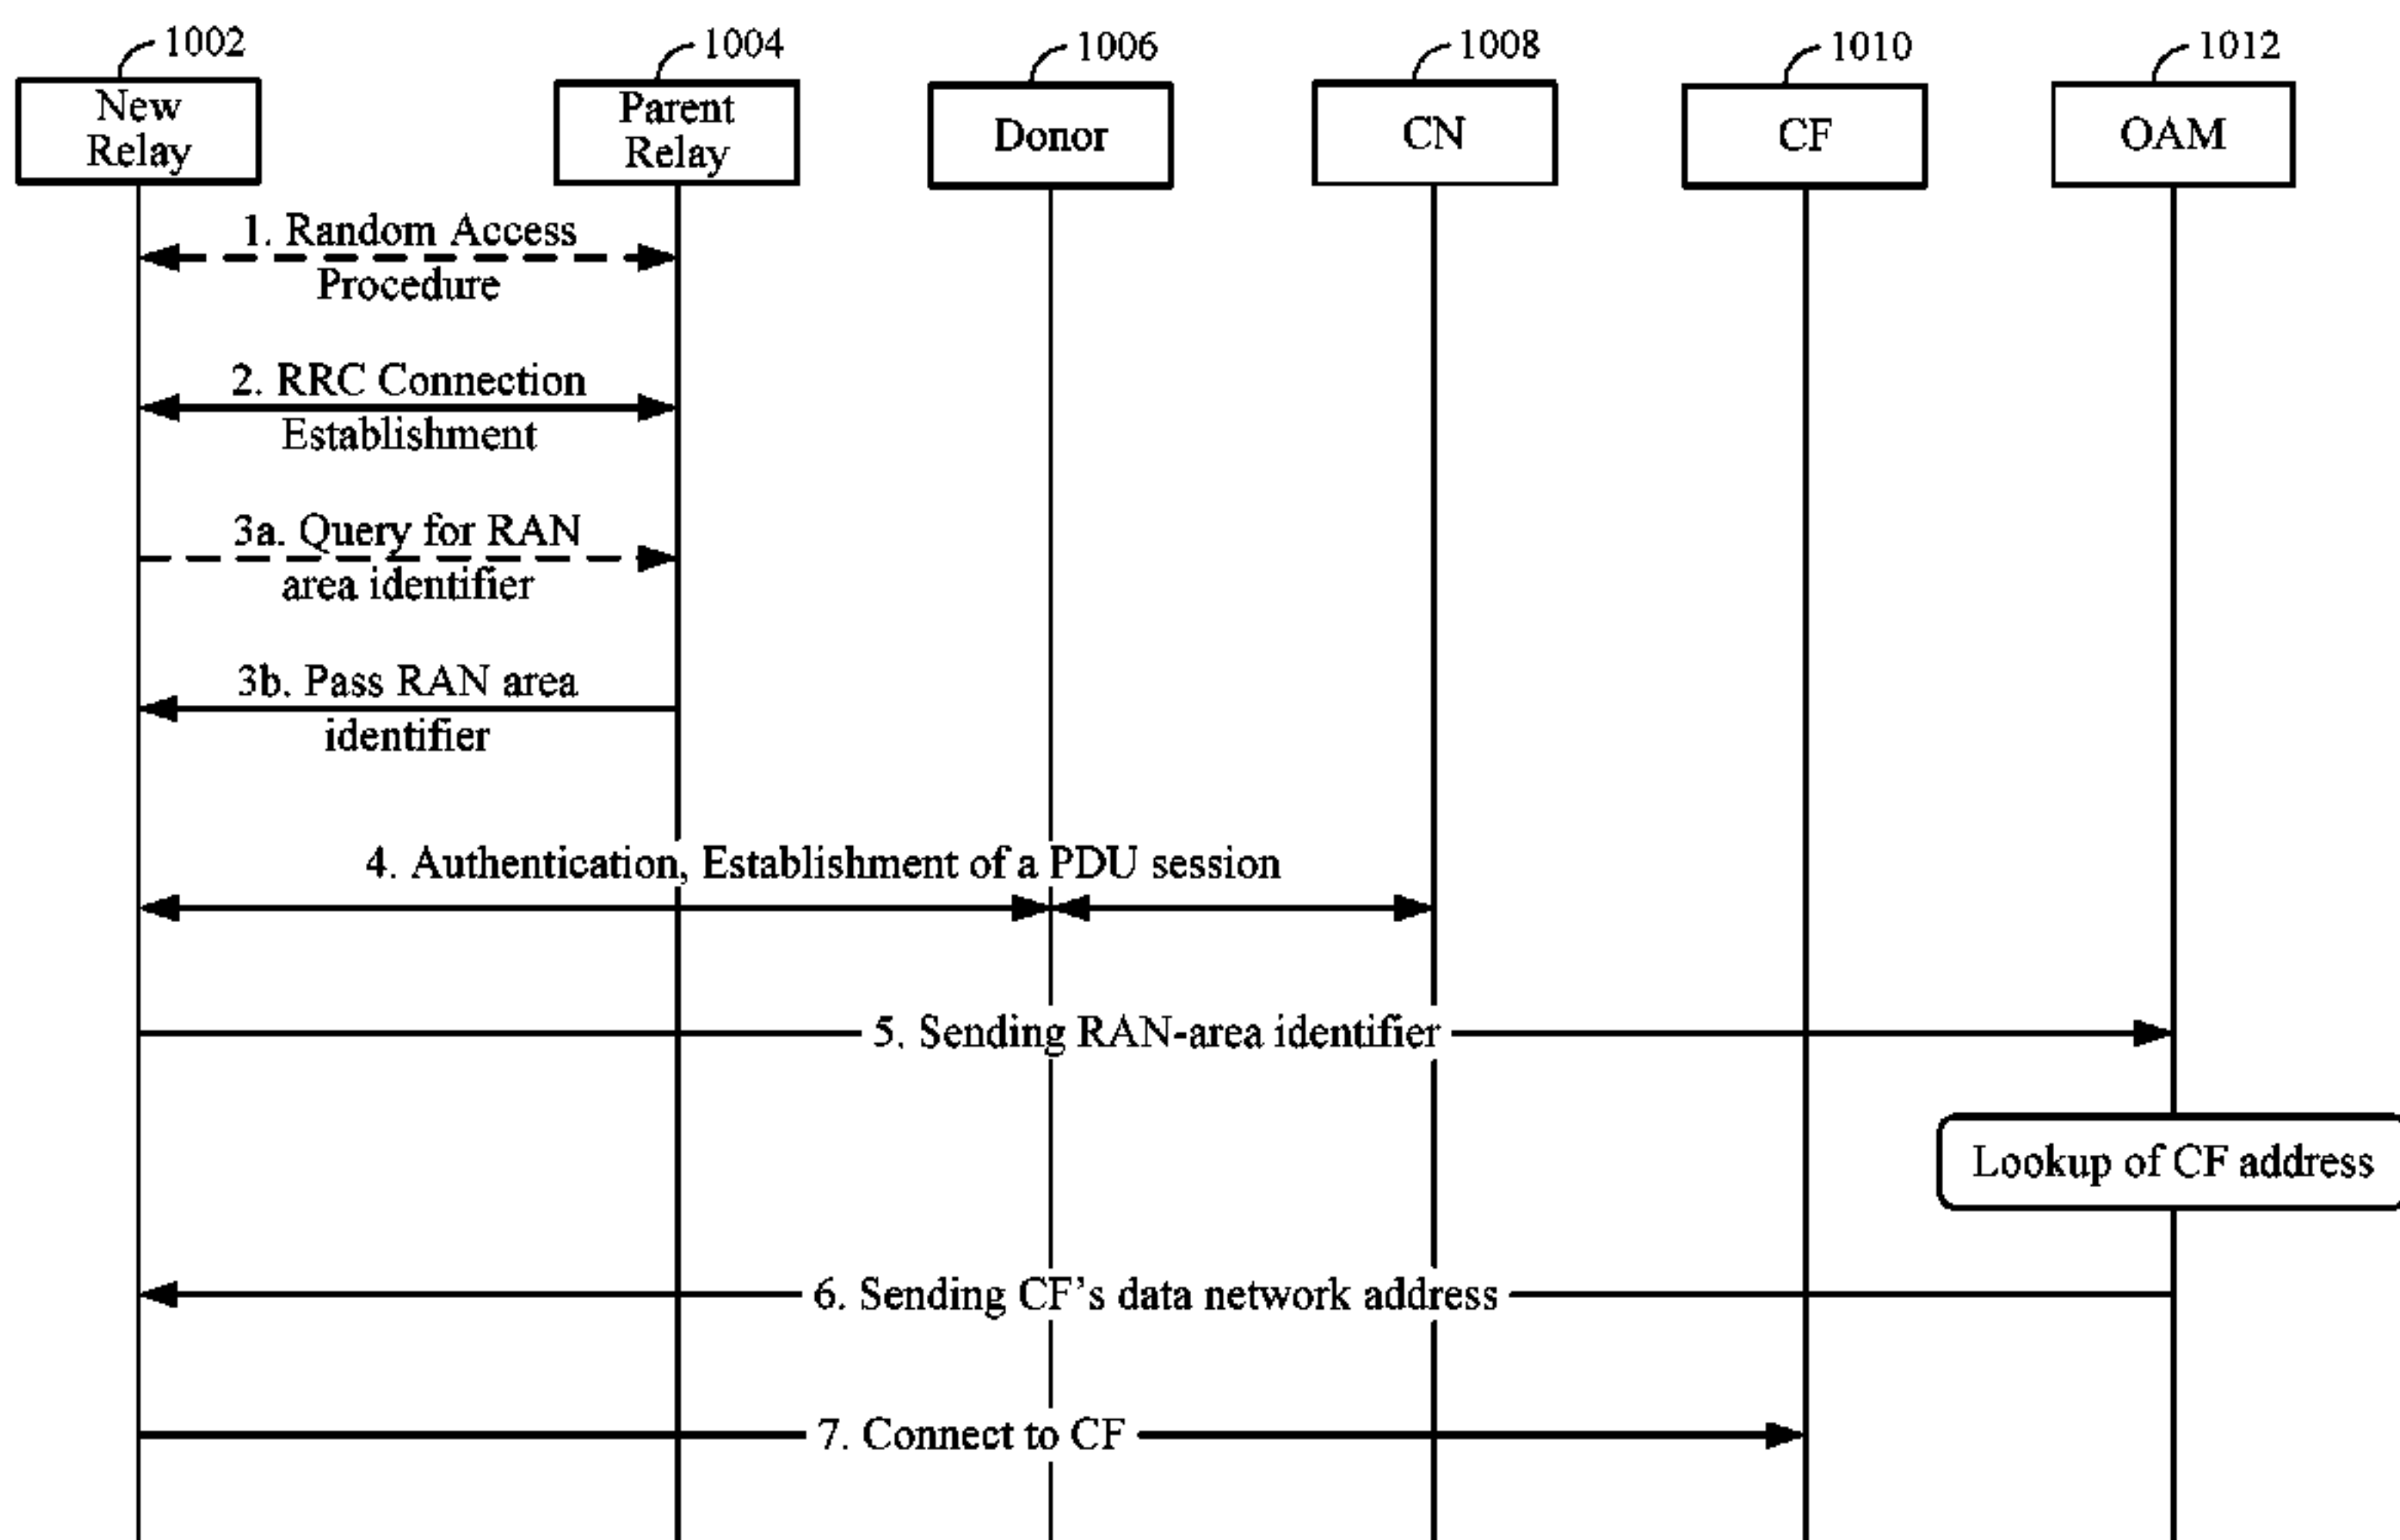 1002
1004
1006
1008
1010
1012
New
Relay
Parent
Relay
Donor
CN
CF
OAM
1. Random Access
Procedure
2. RRC Connection
Establishment
3a. Query for RAN
area identifier
3b. Pass RAN area
identifier
4. Authentication, Establishment of a PDU session
5. Sending RAN-area identifier
Lookup of CF address
6. Sending CF's data network address
7. Connect to CF